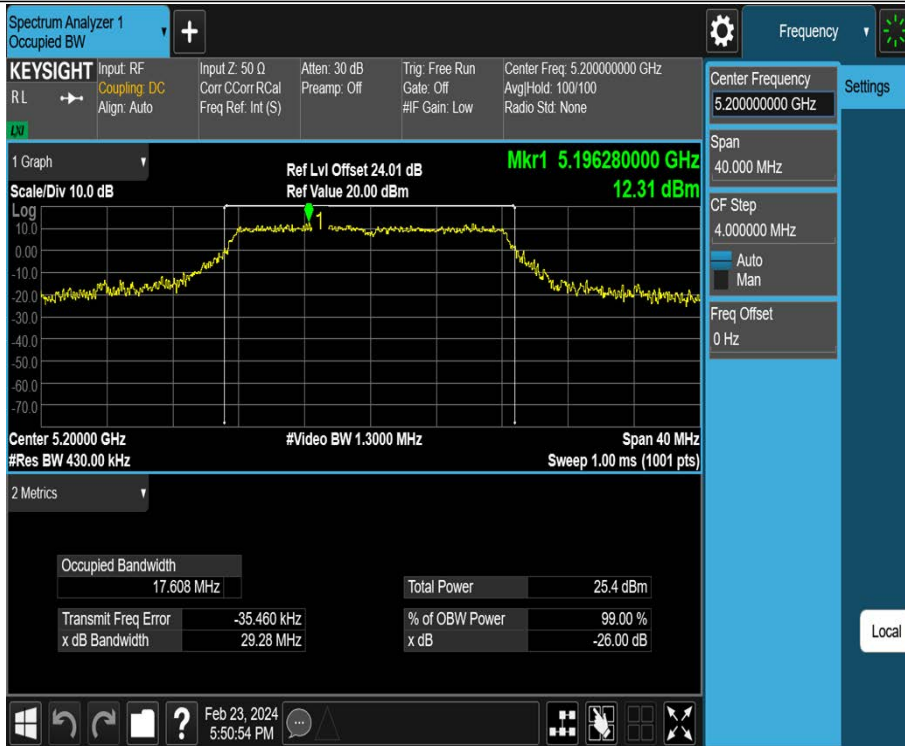 Spectrum Analyzer 1
Occupied BW
+
Frequency
KEYSIGHT
R L
LXI
Input: RF
Coupling: DC
Align: Auto
Input Z: 50 Ω
Corr CCorr RCal
Freq Ref: Int (S)
Atten: 30 dB
Preamp: Off
Trig: Free Run
Gate: Off
#IF Gain: Low
Center Freq: 5.200000000 GHz
Avg|Hold: 100/100
Radio Std: None
Center Frequency
5.200000000 GHz
Settings
Span
40.000 MHz
CF Step
4.000000 MHz
Auto
Man
Freq Offset
0 Hz
Local
1 Graph
Scale/Div 10.0 dB
Ref Lvl Offset 24.01 dB
Ref Value 20.00 dBm
Mkr1 5.196280000 GHz
12.31 dBm
Log
10.0
0.00
-10.0
-20.0
-30.0
-40.0
-50.0
-60.0
-70.0
1
Center 5.20000 GHz
#Res BW 430.00 kHz
#Video BW 1.3000 MHz
Span 40 MHz
Sweep 1.00 ms (1001 pts)
2 Metrics
Occupied Bandwidth
17.608 MHz
Total Power 25.4 dBm
Transmit Freq Error -35.460 kHz
% of OBW Power 99.00 %
x dB Bandwidth 29.28 MHz
x dB -26.00 dB
?
Feb 23, 2024
5:50:54 PM